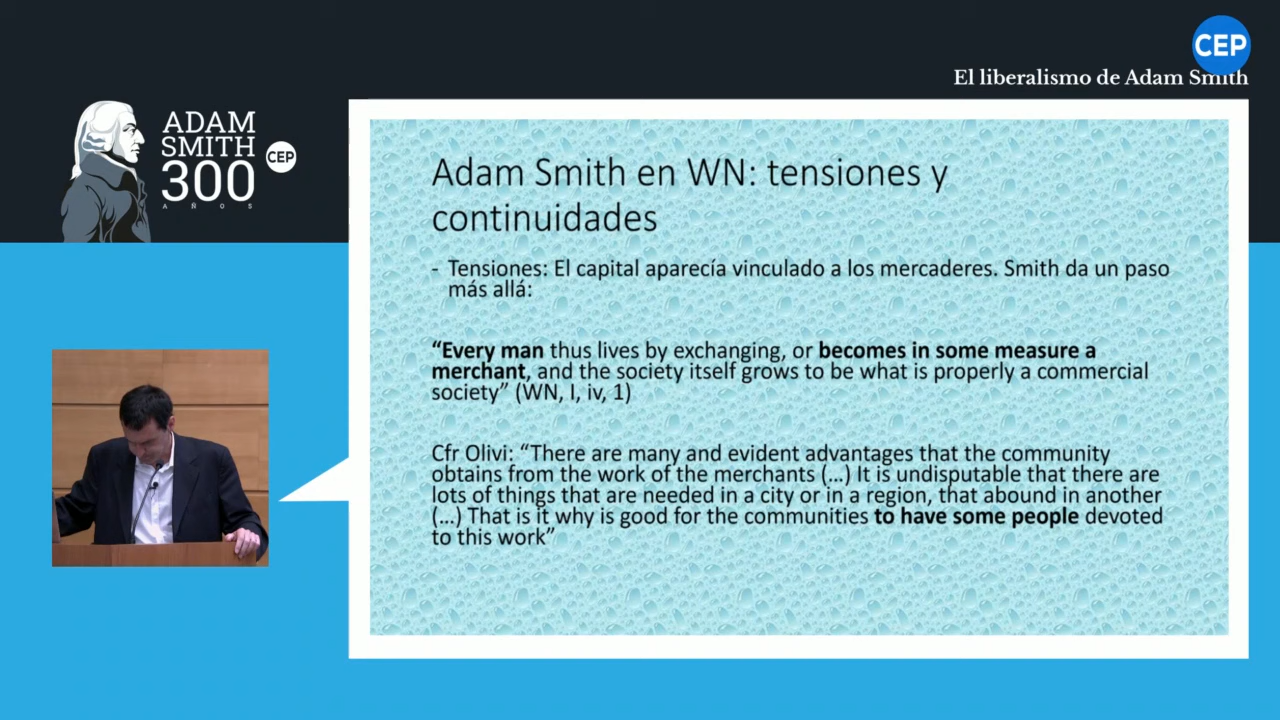 CEP
El liberalismo de Adam Smith
ADAM
SMITH
300
AÑOS
CEP
Adam Smith en WN: tensiones y
continuidades
- Tensiones: El capital aparecía vinculado a los mercaderes. Smith da un paso
más allá:
“Every man thus lives by exchanging, or becomes in some measure a
merchant, and the society itself grows to be what is properly a commercial
society” (WN, I, iv, 1)
Cfr Olivi: “There are many and evident advantages that the community
obtains from the work of the merchants (...) It is undisputable that there are
lots of things that are needed in a city or in a region, that abound in another
(...) That is it why is good for the communities to have some people devoted
to this work”